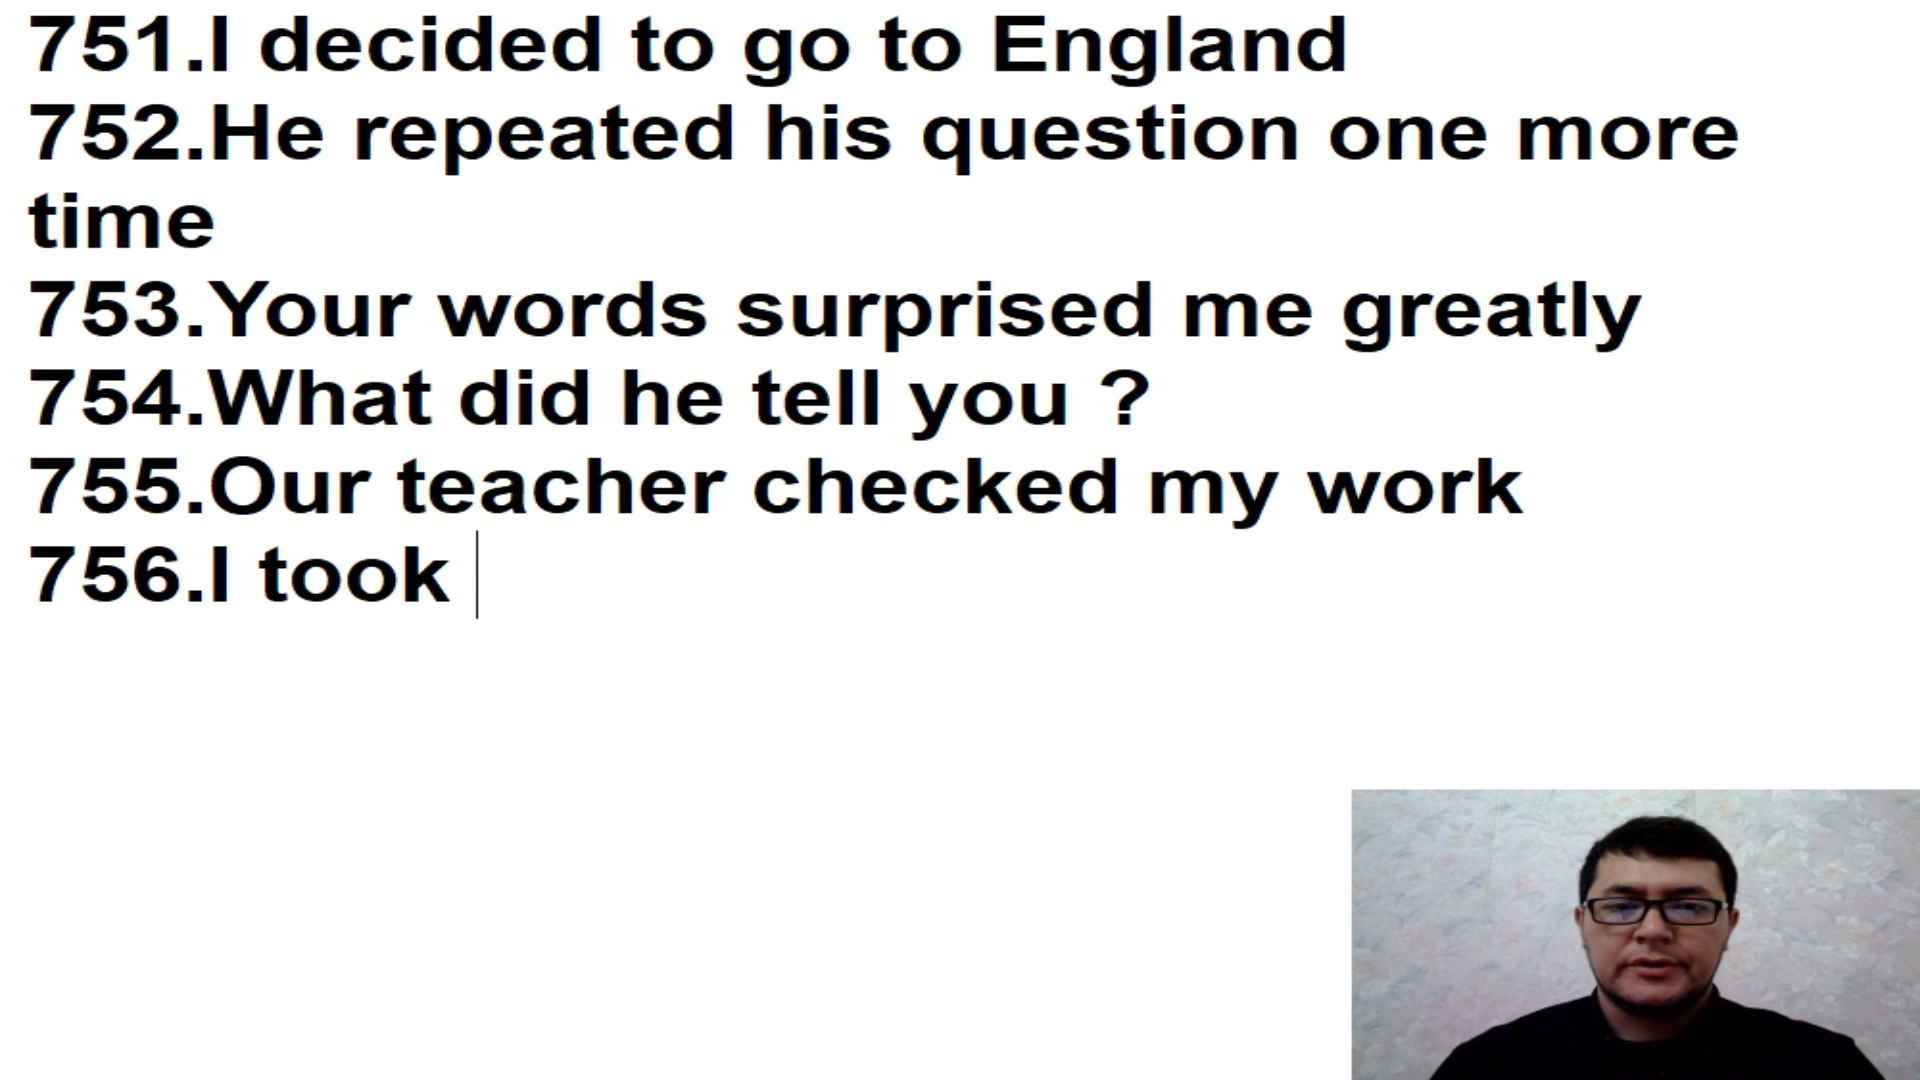 751.I decided to go to England
752.He repeated his question one more
time
753.Your words surprised me greatly
754.What did he tell you ?
755.Our teacher checked my work
756.I took